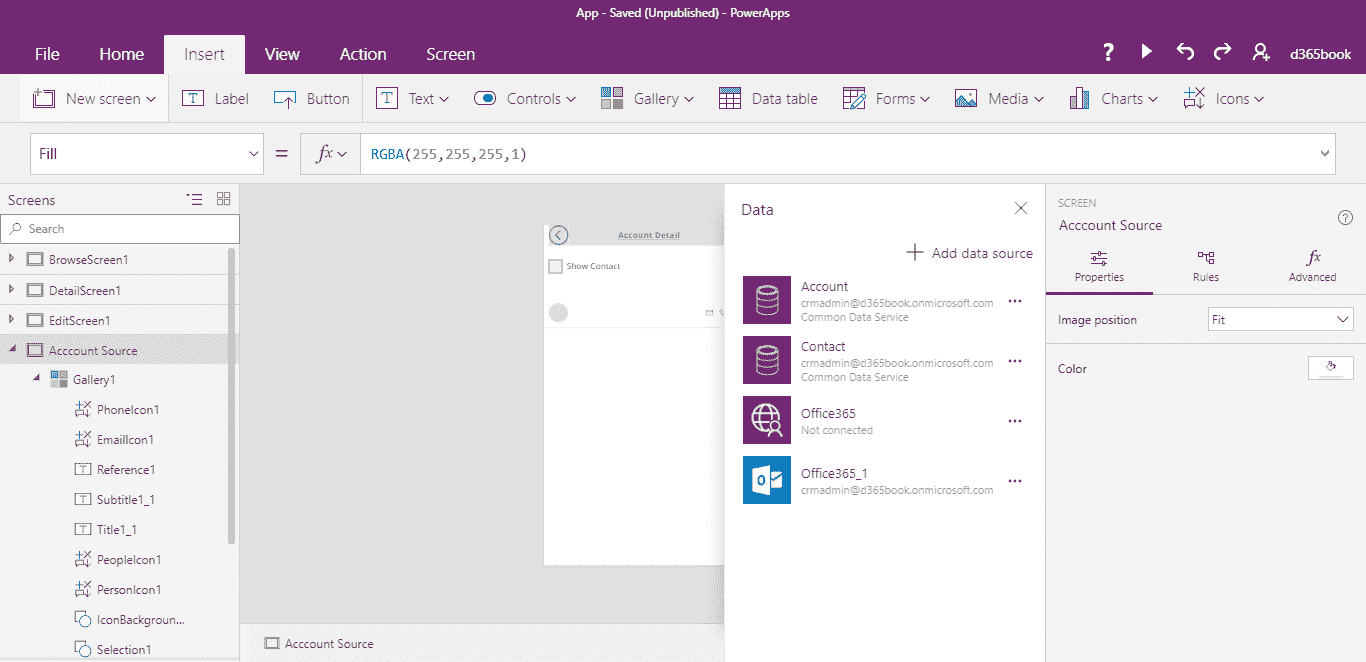 App - Saved (Unpublished) - PowerApps
File Home Insert View Action Screen ? d365book
New screen Label Button Text Controls Gallery Data table Forms Media Charts Icons
Fill = fx RGBA(255,255,255,1)
Screens
Search
BrowseScreen1
DetailScreen1
EditScreen1
Acccount Source
Gallery1
PhoneIcon1
EmailIcon1
Reference1
Subtitle1_1
Title1_1
PeopleIcon1
PersonIcon1
IconBackgroun...
Selection1
Account Detail
Show Contact
Acccount Source
Data
Add data source
Account
crmadmin@d365book.onmicrosoft.com
Common Data Service
Contact
crmadmin@d365book.onmicrosoft.com
Common Data Service
Office365
Not connected
Office365_1
crmadmin@d365book.onmicrosoft.com
SCREEN
Acccount Source
Properties Rules Advanced
Image position Fit
Color